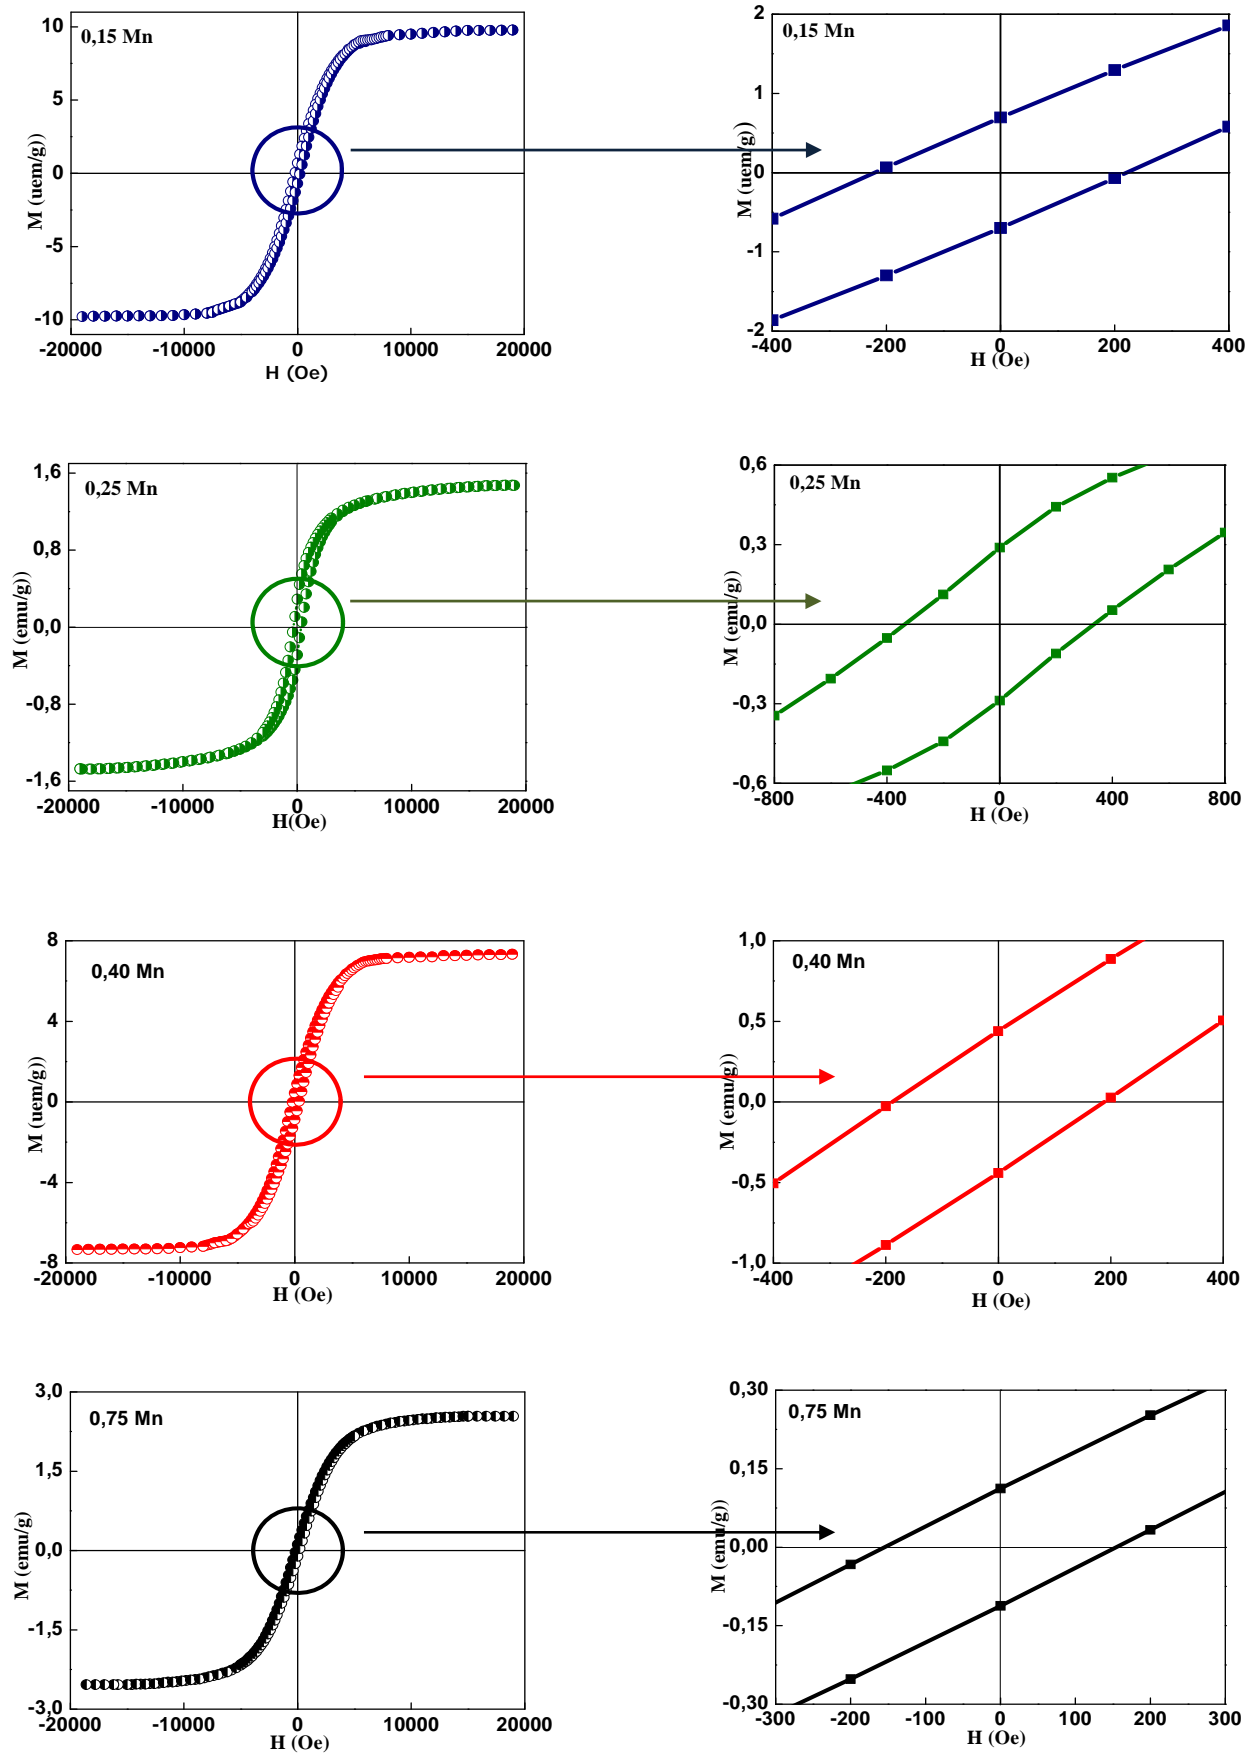 0,15 Mn
10
5
0
-5
-10
M (uem/g)
-20000 -10000 0 10000 20000
H (Oe)
0,15 Mn
2
1
0
-1
-2
M (uem/g))
-400 -200 0 200 400
H (Oe)
0,25 Mn
1,6
0,8
0,0
-0,8
-1,6
M (emu/g))
-20000 -10000 0 10000 20000
H(Oe)
0,25 Mn
0,6
0,3
0,0
-0,3
-0,6
M (emu/g))
-800 -400 0 400 800
H (Oe)
0,40 Mn
8
4
0
-4
-8
M (uem/g)
-20000 -10000 0 10000 20000
H (Oe)
0,40 Mn
1,0
0,5
0,0
-0,5
-1,0
M (emu/g))
-400 -200 0 200 400
H (Oe)
0,75 Mn
3,0
1,5
0,0
-1,5
-3,0
M (emu/g)
-20000 -10000 0 10000 20000
H (Oe)
0,75 Mn
0,30
0,15
0,00
-0,15
-0,30
M (emu/g))
-300 -200 -100 0 100 200 300
H (Oe)